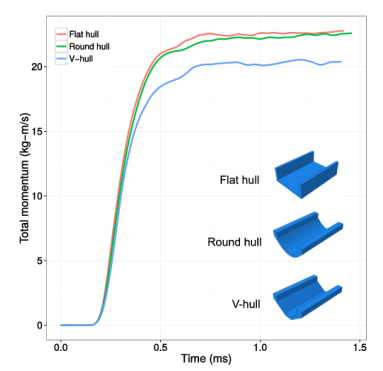 Flat hull
Round hull
V-hull
Total momentum (kg−m/s)
20
15
10
5
0
Flat hull
Round hull
V-hull
0.0
0.5
1.0
1.5
Time (ms)